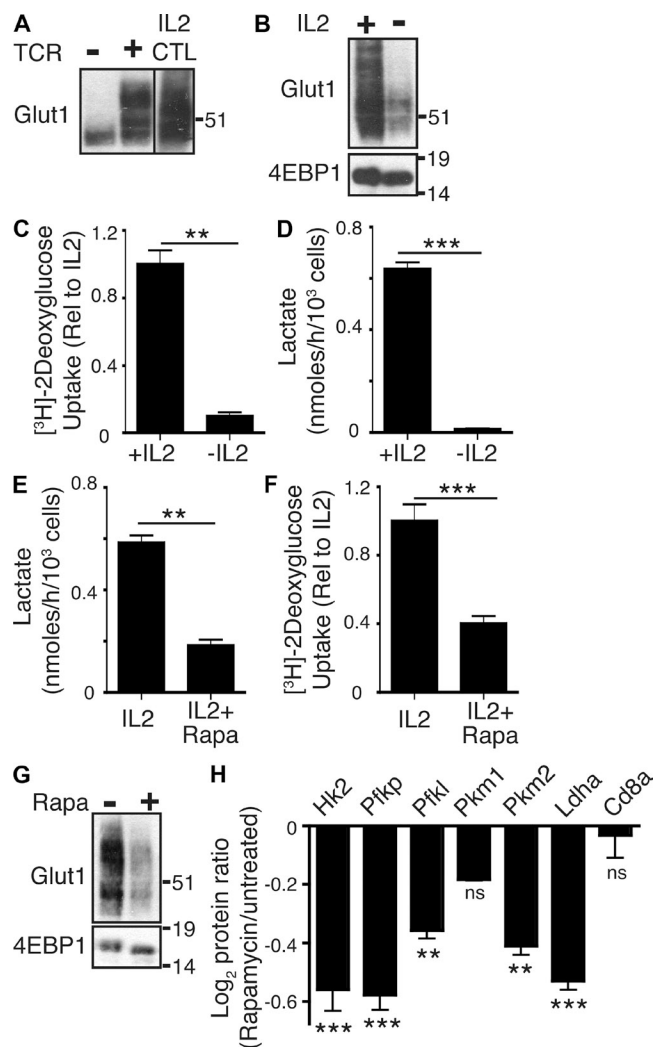 A
TCR - + IL2 CTL
Glut1
51
B
IL2 + -
Glut1
51
4EBP1
19
14
C
[³H]-2Deoxyglucose
Uptake (Rel to IL2)
1.2
0.8
0.4
0
**
+IL2 -IL2
D
Lactate
(nmoles/h/10³ cells)
0.8
0.4
0
***
+IL2 -IL2
E
Lactate
(nmoles/h/10³ cells)
0.8
0.4
0
**
IL2 IL2+
Rapa
F
[³H]-2Deoxyglucose
Uptake (Rel to IL2)
1.2
0.8
0.4
0
***
IL2 IL2+
Rapa
G
Rapa - +
Glut1
51
4EBP1
19
14
H
Hk2 Pfkp Pfkl Pkm1 Pkm2 Ldha Cd8a
Log₂ protein ratio
(Rapamycin/untreated)
0
-0.2
-0.4
-0.6
*** *** ** ns ** *** ns